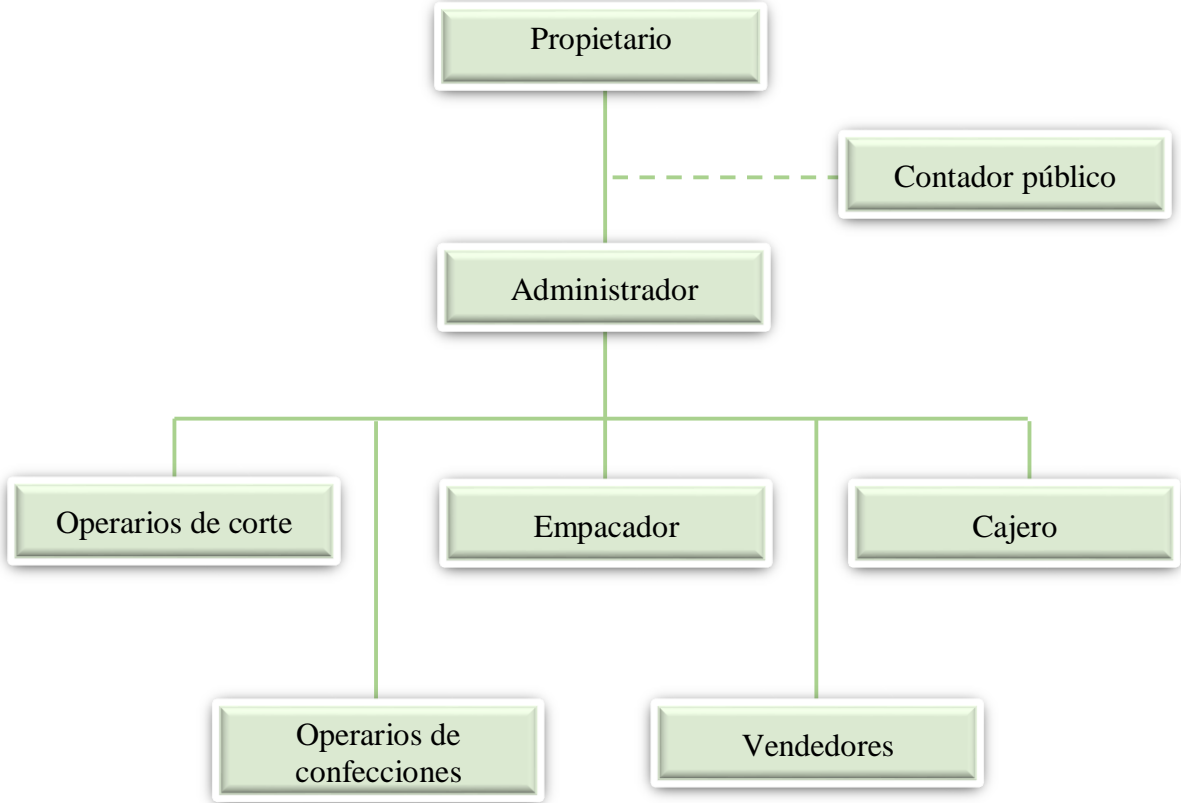 Propietario
Contador público
Administrador
Operarios de corte
Empacador
Cajero
Operarios de
confecciones
Vendedores